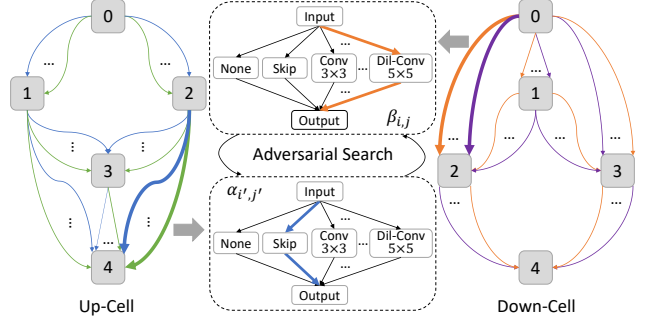 0
...
...
1
2
...
...
3
...
...
...
4
Up-Cell
Input
...
None
Skip
Conv
3×3
...
Dil-Conv
5×5
...
Output
β_{i,j}
Adversarial Search
α_{i',j'}
Input
...
None
Skip
Conv
3×3
...
Dil-Conv
5×5
...
Output
0
...
1
...
...
...
...
2
3
...
...
4
Down-Cell